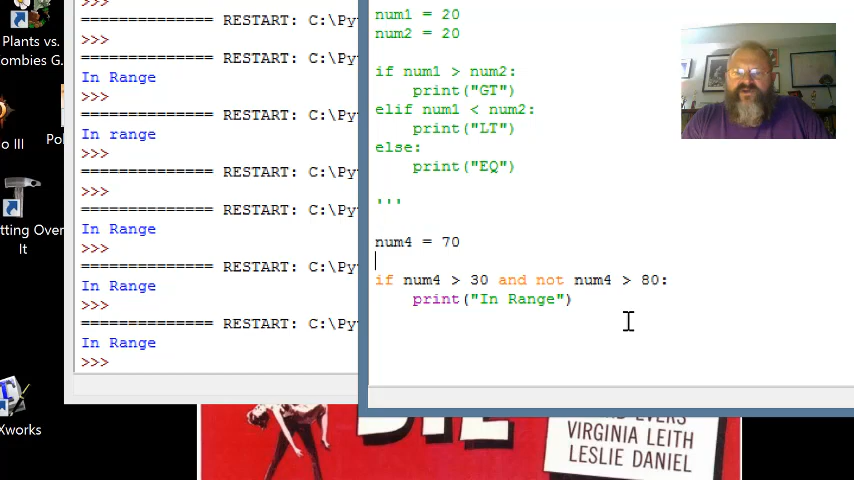 Plants vs.
ombies G.
o III
Po
tting Over
It
Xworks
>>>
============== RESTART: C:\Py
>>>
============== RESTART: C:\Py
In Range
>>>
============== RESTART: C:\Py
In range
>>>
============== RESTART: C:\Py
>>>
============== RESTART: C:\Py
In Range
>>>
============== RESTART: C:\Py
In Range
>>>
============== RESTART: C:\Py
In Range
>>>
num1 = 20
num2 = 20
if num1 > num2:
print("GT")
elif num1 < num2:
print("LT")
else:
print("EQ")
'''
num4 = 70
if num4 > 30 and not num4 > 80:
print("In Range")
VIRGINIA LEITH
LESLIE DANIEL